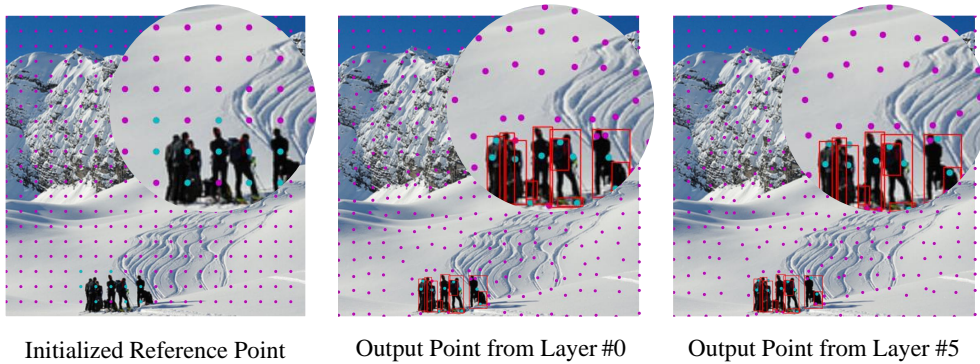 Initialized Reference Point
Output Point from Layer #0
Output Point from Layer #5